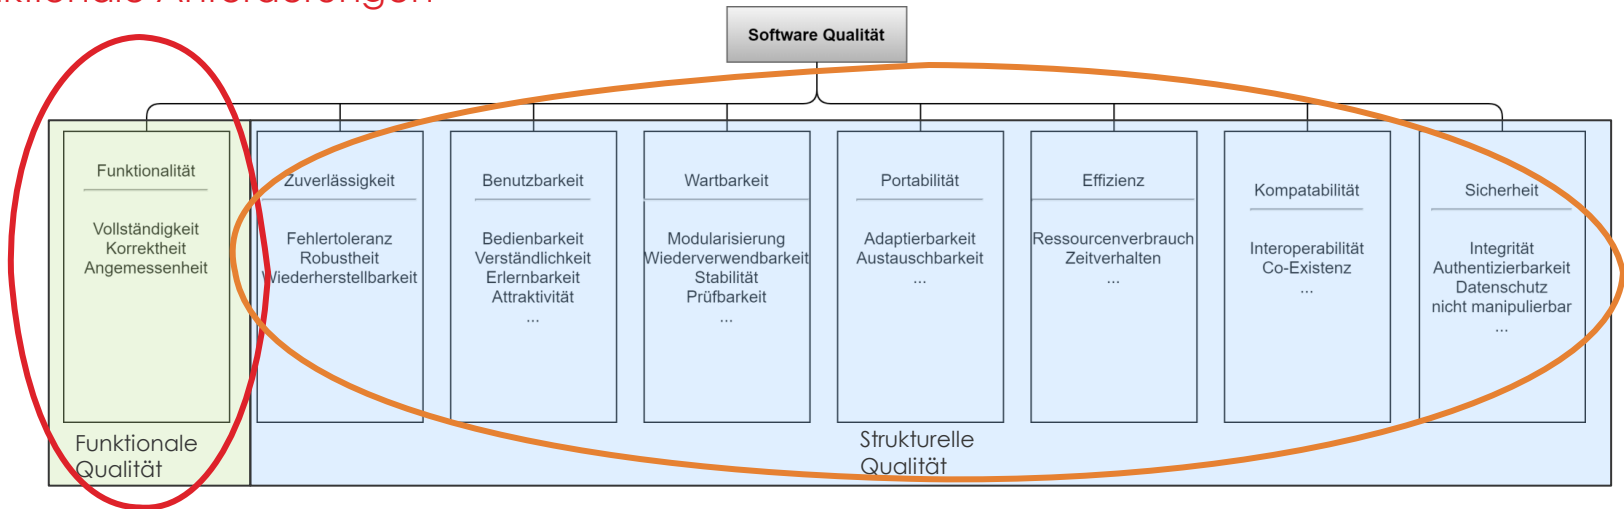 Anforderungen
Software Qualität
Funktionalität
Vollständigkeit
Korrektheit
Angemessenheit
Zuverlässigkeit
Fehlertoleranz
Robustheit
Wiederherstellbarkeit
Benutzbarkeit
Bedienbarkeit
Verständlichkeit
Erlernbarkeit
Attraktivität
...
Wartbarkeit
Modularisierung
Wiederverwendbarkeit
Stabilität
Prüfbarkeit
...
Portabilität
Adaptierbarkeit
Austauschbarkeit
...
Effizienz
Ressourcenverbrauch
Zeitverhalten
...
Kompatabilität
Interoperabilität
Co-Existenz
...
Sicherheit
Integrität
Authentizierbarkeit
Datenschutz
nicht manipulierbar
...
Funktionale
Qualität
Strukturelle
Qualität